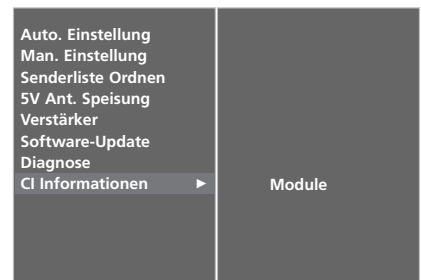 Auto. Einstellung
Man. Einstellung
Senderliste Ordnen
5V Ant. Speisung
Verstärker
Software-Update
Diagnose
CI Informationen ► Module